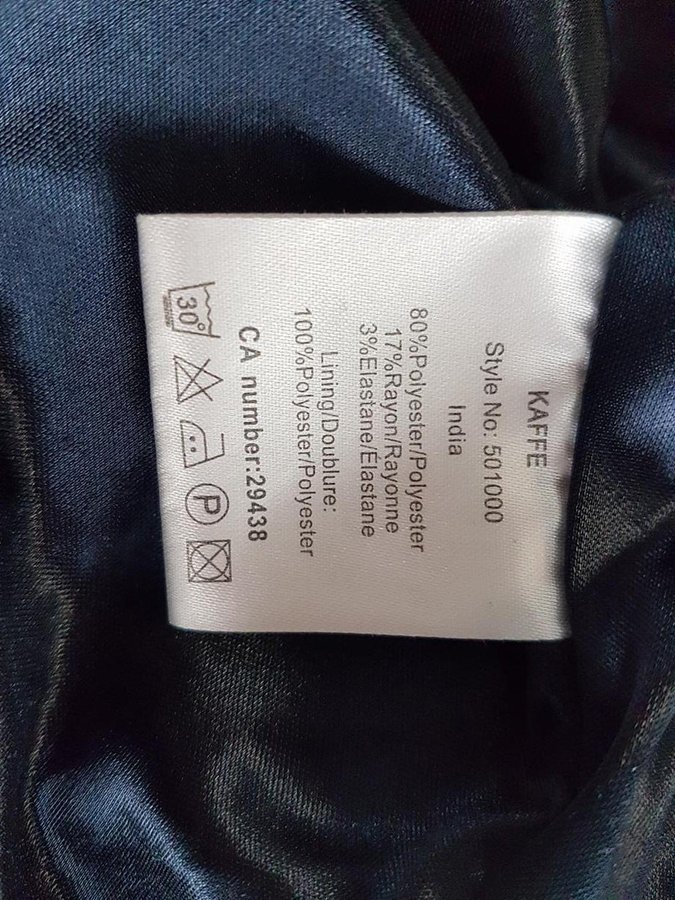 KAFFE
Style No: 501000
India
80%Polyester/Polyester
17%Rayon/Rayonne
3%Elastane/Élastane
Lining/Doublure:
100%Polyester/Polyester
CA number:29438
30°
P